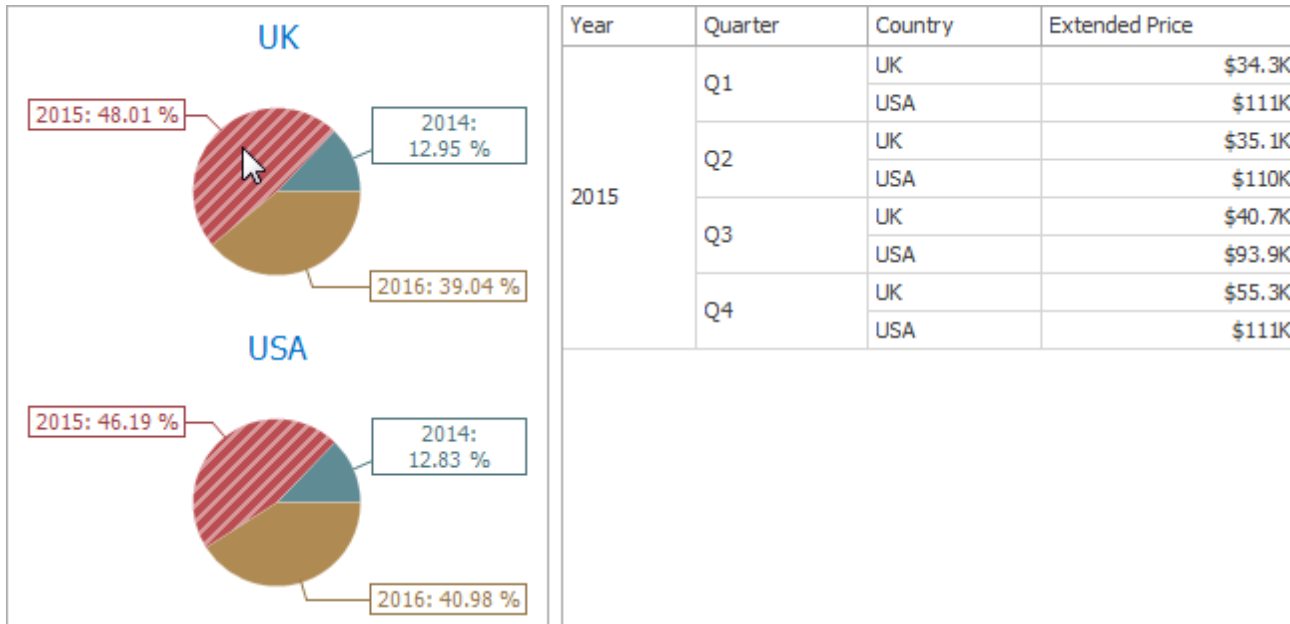 UK
2015: 48.01 %
2014:
12.95 %
2016: 39.04 %
USA
2015: 46.19 %
2014:
12.83 %
2016: 40.98 %
Year Quarter Country Extended Price
2015
Q1
UK $34.3K
USA $111K
Q2
UK $35.1K
USA $110K
Q3
UK $40.7K
USA $93.9K
Q4
UK $55.3K
USA $111K